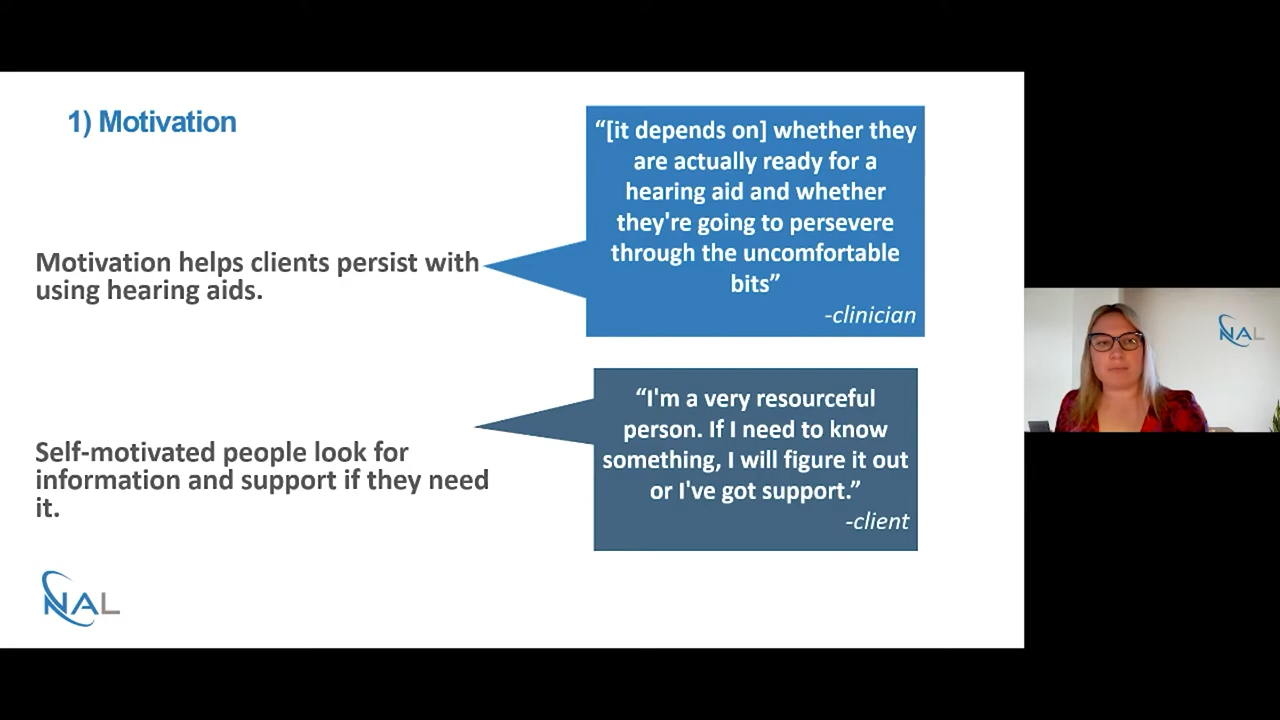 1) Motivation
“[it depends on] whether they
are actually ready for a
hearing aid and whether
they're going to persevere
through the uncomfortable
bits”
-clinician
Motivation helps clients persist with
using hearing aids.
“I'm a very resourceful
person. If I need to know
something, I will figure it out
or I've got support.”
-client
Self-motivated people look for
information and support if they need
it.
NAL
NAL